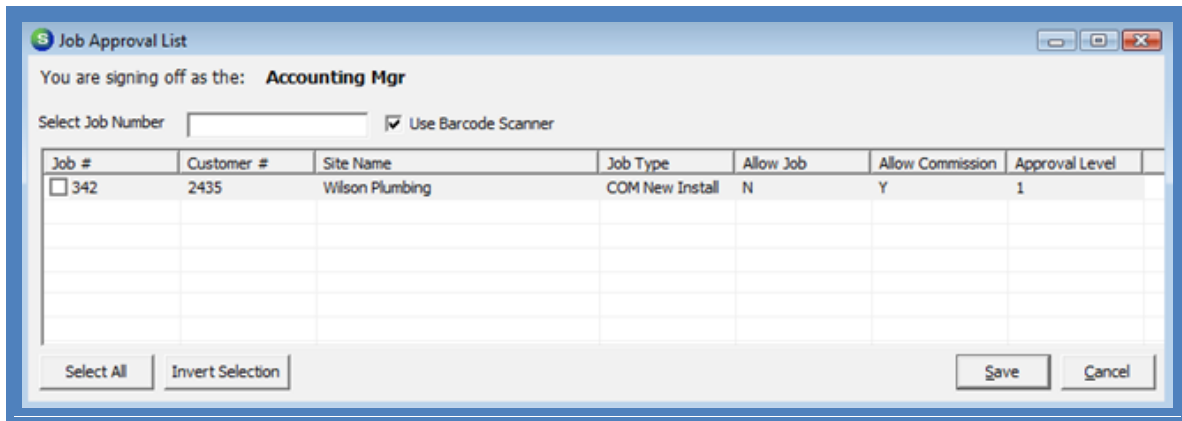 S Job Approval List
You are signing off as the: Accounting Mgr
Select Job Number Use Barcode Scanner
Job # Customer # Site Name Job Type Allow Job Allow Commission Approval Level
342 2435 Wilson Plumbing COM New Install N Y 1
Select All Invert Selection Save Cancel